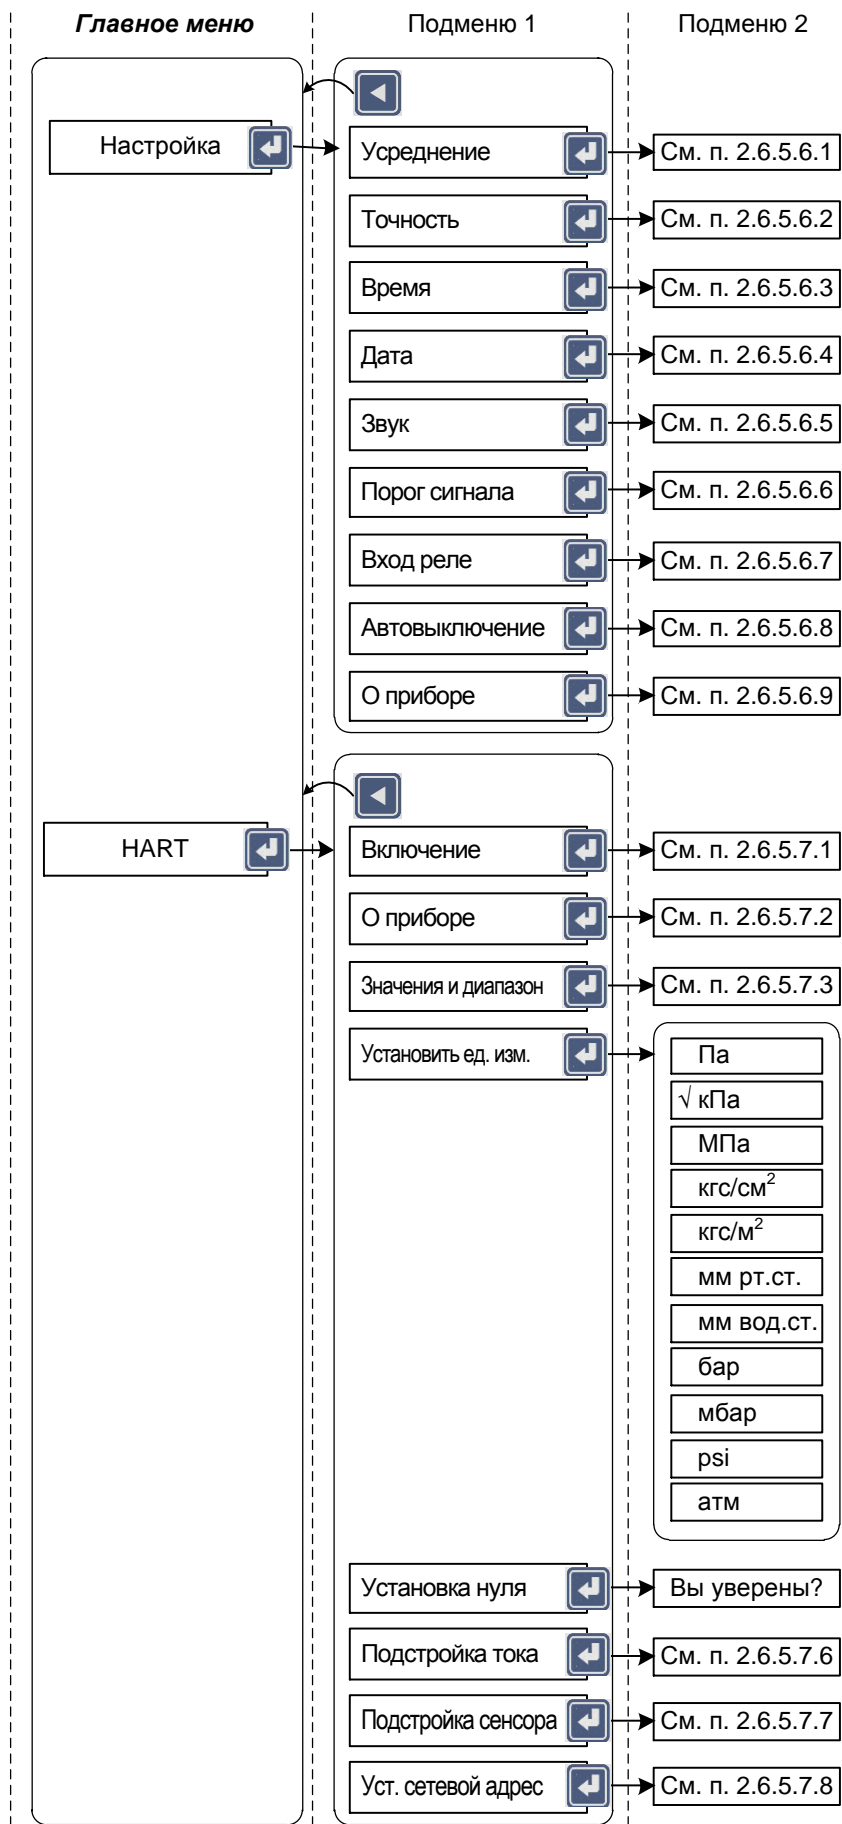 Главное меню Подменю 1 Подменю 2
Настройка
Усреднение См. п. 2.6.5.6.1
Точность См. п. 2.6.5.6.2
Время См. п. 2.6.5.6.3
Дата См. п. 2.6.5.6.4
Звук См. п. 2.6.5.6.5
Порог сигнала См. п. 2.6.5.6.6
Вход реле См. п. 2.6.5.6.7
Автовыключение См. п. 2.6.5.6.8
О приборе См. п. 2.6.5.6.9
HART
Включение См. п. 2.6.5.7.1
О приборе См. п. 2.6.5.7.2
Значения и диапазон См. п. 2.6.5.7.3
Установить ед. изм.
Па
√ кПа
МПа
кгс/см²
кгс/м²
мм рт.ст.
мм вод.ст.
бар
мбар
psi
атм
Установка нуля Вы уверены?
Подстройка тока См. п. 2.6.5.7.6
Подстройка сенсора См. п. 2.6.5.7.7
Уст. сетевой адрес См. п. 2.6.5.7.8